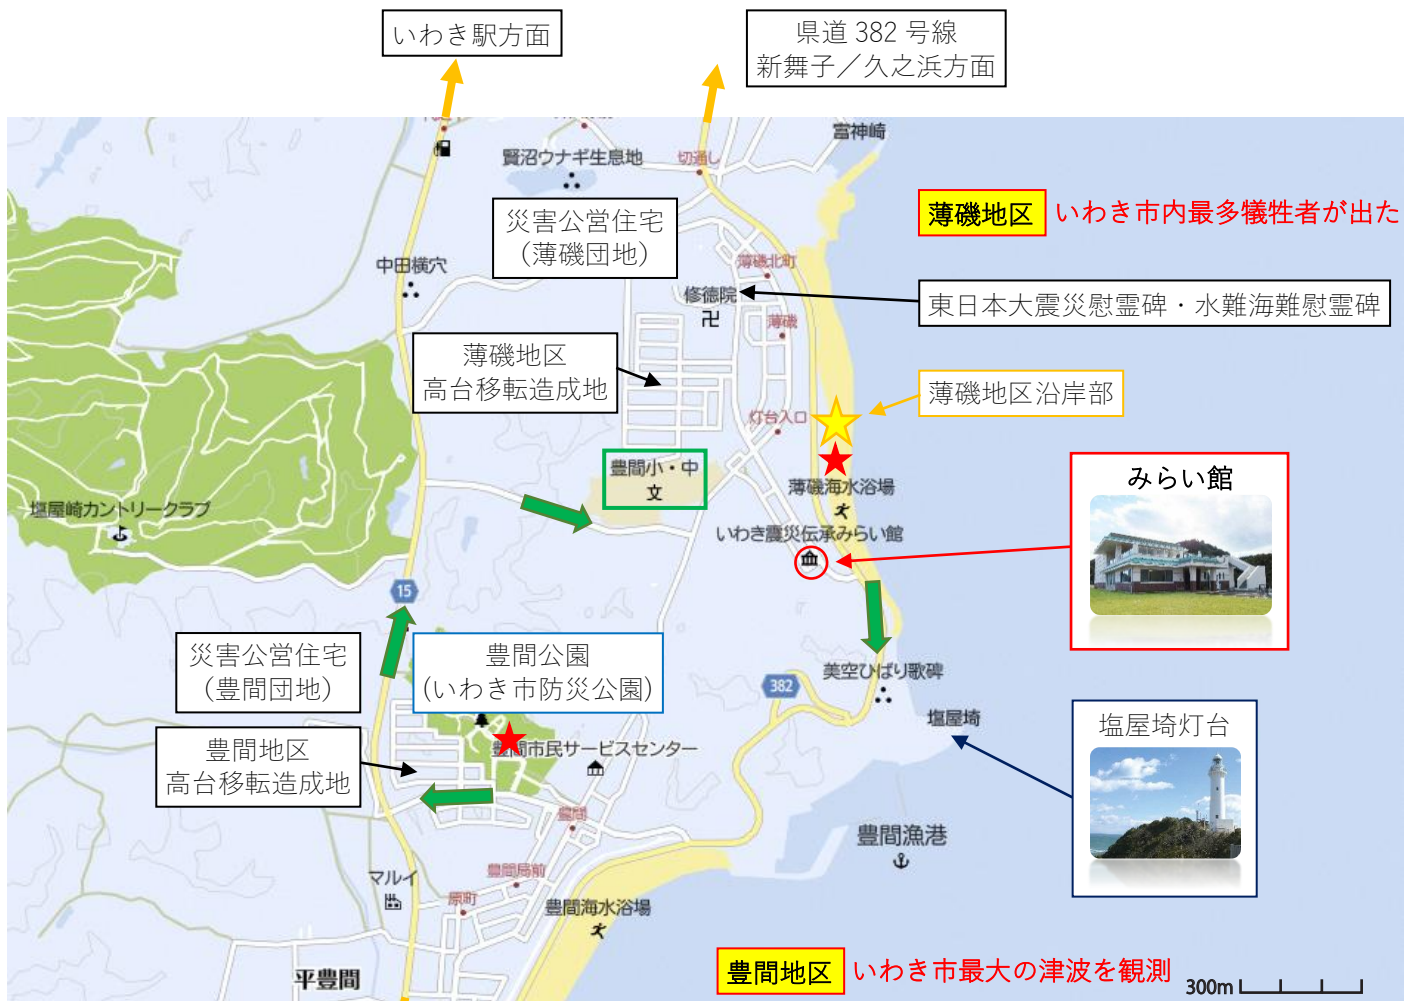 いわき駅方面
県道 382 号線
新舞子／久之浜方面
富神崎
賢沼ウナギ生息地
切通し
薄磯地区 いわき市内最多犠牲者が出た
災害公営住宅
（薄磯団地）
中田横穴
薄磯北町
修徳院
東日本大震災慰霊碑・水難海難慰霊碑
薄磯
薄磯地区
高台移転造成地
薄磯地区沿岸部
灯台入口
豊間小・中
文
薄磯海水浴場
みらい館
塩屋崎カントリークラブ
いわき震災伝承みらい館
15
災害公営住宅
（豊間団地）
豊間公園
(いわき市防災公園)
美空ひばり歌碑
382
塩屋埼
塩屋埼灯台
豊間地区
高台移転造成地
豊間市民サービスセンター
豊間
豊間漁港
豊間局前
マルイ
原町
豊間海水浴場
平豊間
豊間地区 いわき市最大の津波を観測
300m